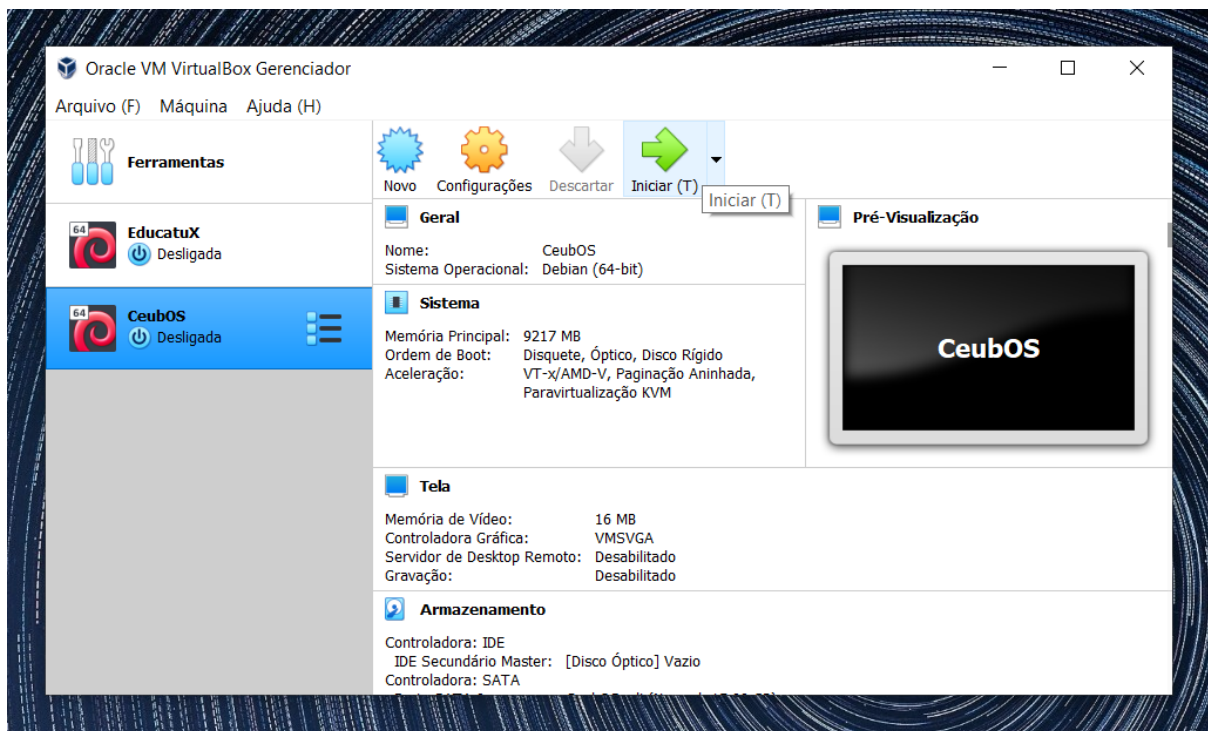 Oracle VM VirtualBox Gerenciador
Arquivo (F) Máquina Ajuda (H)
Ferramentas
Novo Configurações Descartar Iniciar (T)
Iniciar (T)
64
EducatuX
Desligada
64
CeubOS
Desligada
Geral
Nome: CeubOS
Sistema Operacional: Debian (64-bit)
Sistema
Memória Principal: 9217 MB
Ordem de Boot: Disquete, Óptico, Disco Rígido
Aceleração: VT-x/AMD-V, Paginação Aninhada,
Paravirtualização KVM
Pré-Visualização
CeubOS
Tela
Memória de Vídeo: 16 MB
Controladora Gráfica: VMSVGA
Servidor de Desktop Remoto: Desabilitado
Gravação: Desabilitado
Armazenamento
Controladora: IDE
IDE Secundário Master: [Disco Óptico] Vazio
Controladora: SATA